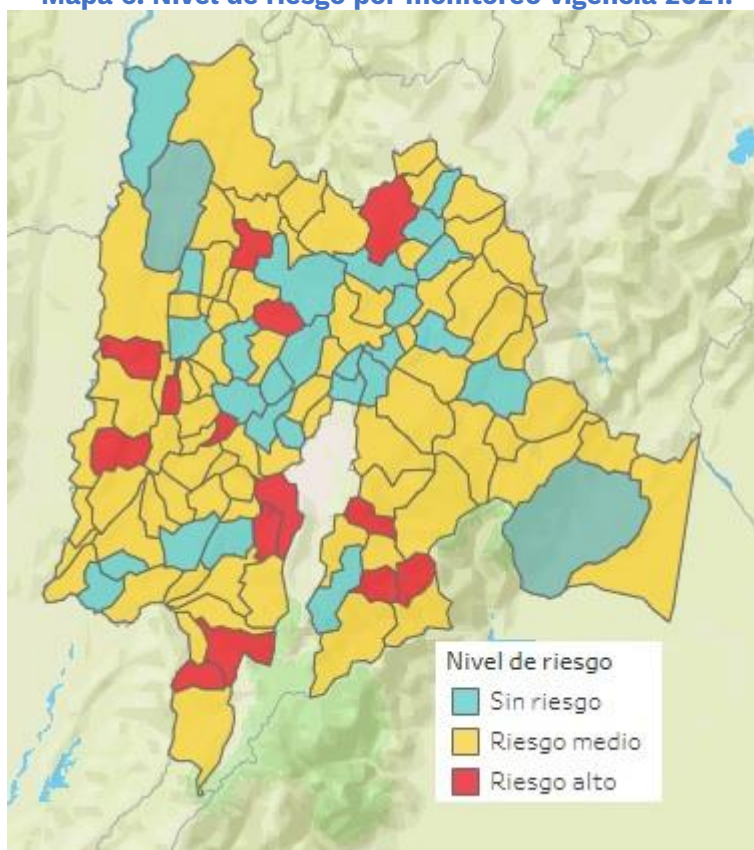 Mapa 6. Nivel de riesgo por monitoreo vigencia 2021.
Nivel de riesgo
Sin riesgo
Riesgo medio
Riesgo alto